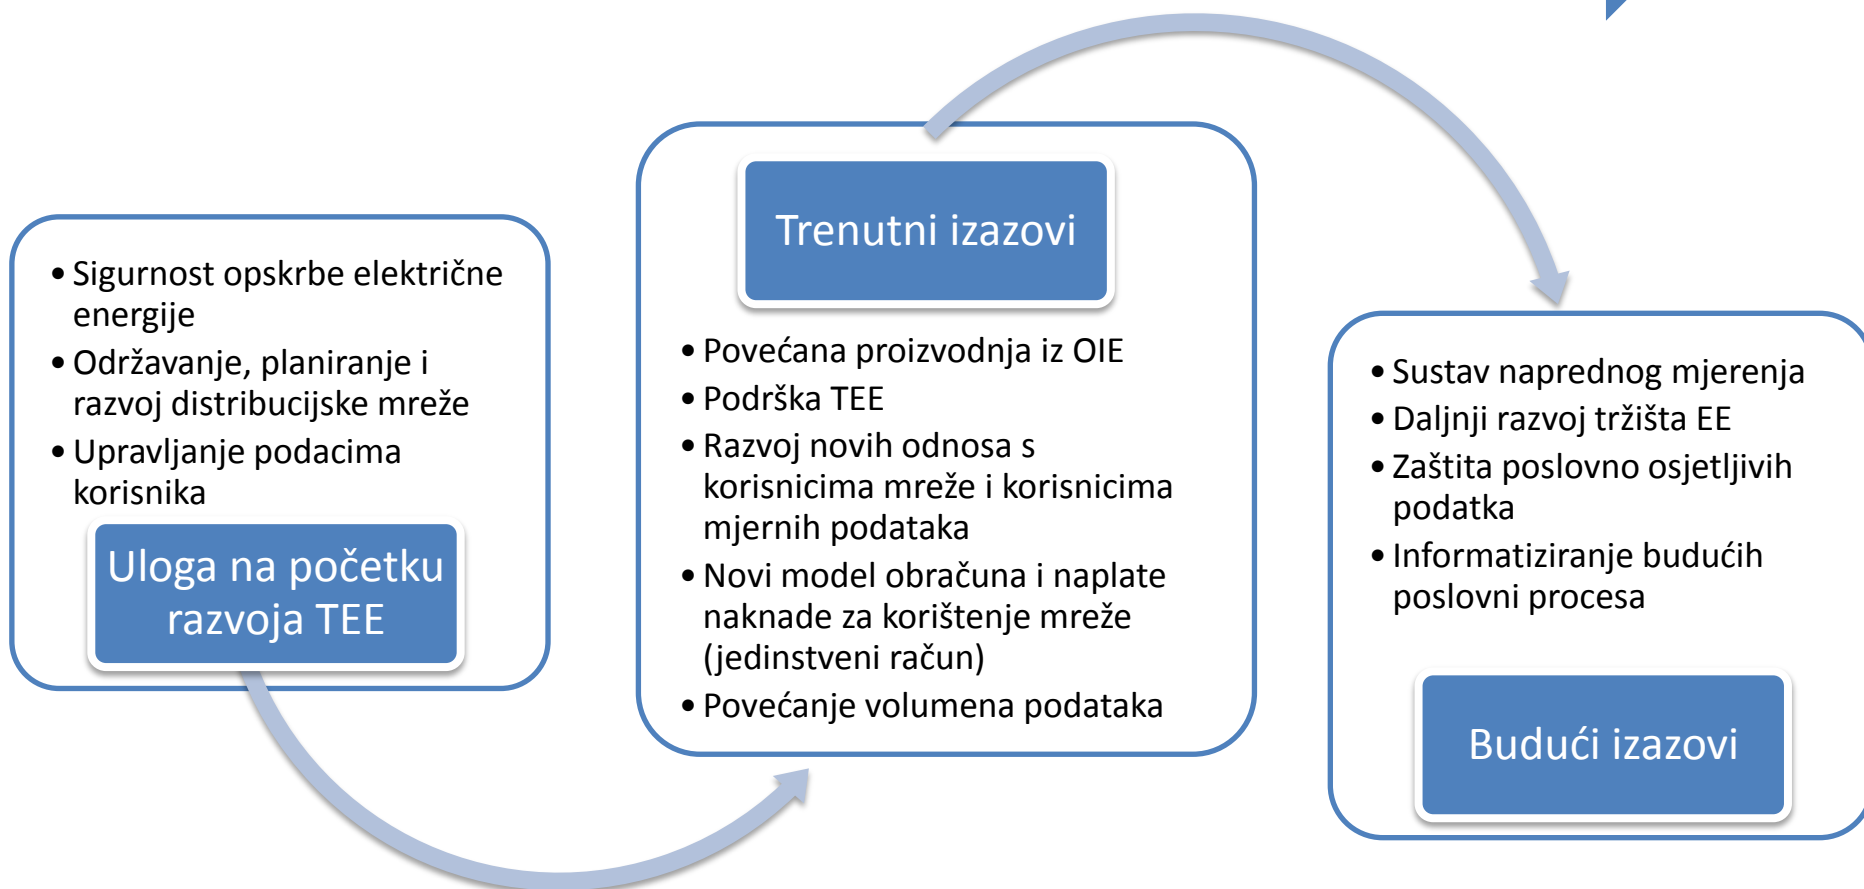 • Sigurnost opskrbe električne
energije
• Održavanje, planiranje i
razvoj distribucijske mreže
• Upravljanje podacima
korisnika
Uloga na početku
razvoja TEE
Trenutni izazovi
• Povećana proizvodnja iz OIE
• Podrška TEE
• Razvoj novih odnosa s
korisnicima mreže i korisnicima
mjernih podataka
• Novi model obračuna i naplate
naknade za korištenje mreže
(jedinstveni račun)
• Povećanje volumena podataka
• Sustav naprednog mjerenja
• Daljnji razvoj tržišta EE
• Zaštita poslovno osjetljivih
podatka
• Informatiziranje budućih
poslovni procesa
Budući izazovi